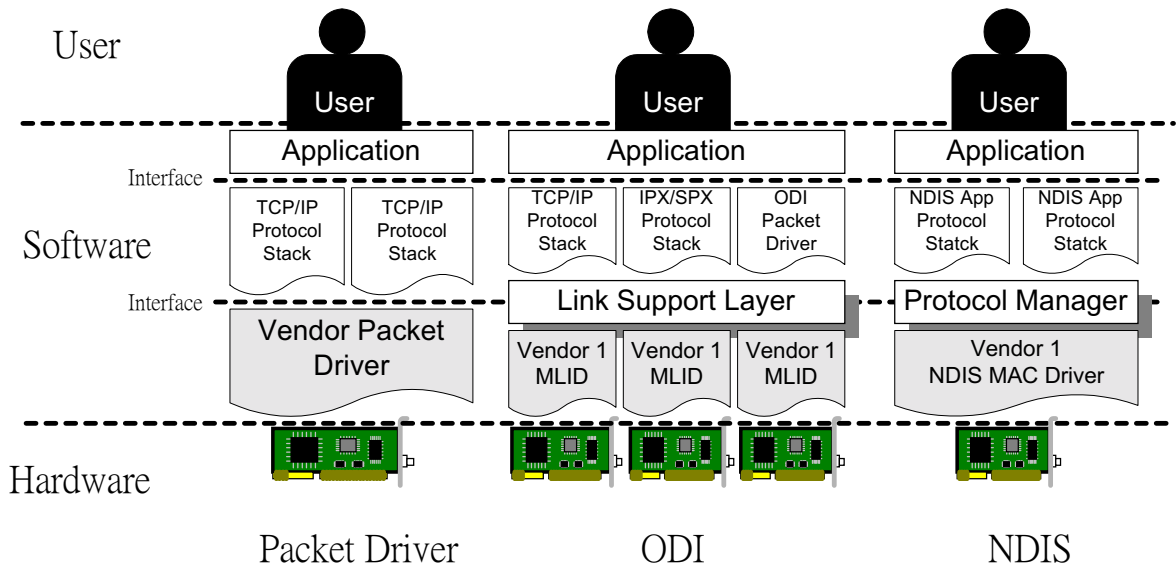 User
User
User
User
Application
Application
Application
Interface
Software
TCP/IP
Protocol
Stack
TCP/IP
Protocol
Stack
TCP/IP
Protocol
Stack
IPX/SPX
Protocol
Stack
ODI
Packet
Driver
NDIS App
Protocol
Statck
NDIS App
Protocol
Statck
Interface
Link Support Layer
Protocol Manager
Vendor Packet
Driver
Vendor 1
MLID
Vendor 1
MLID
Vendor 1
MLID
Vendor 1
NDIS MAC Driver
Hardware
Packet Driver
ODI
NDIS